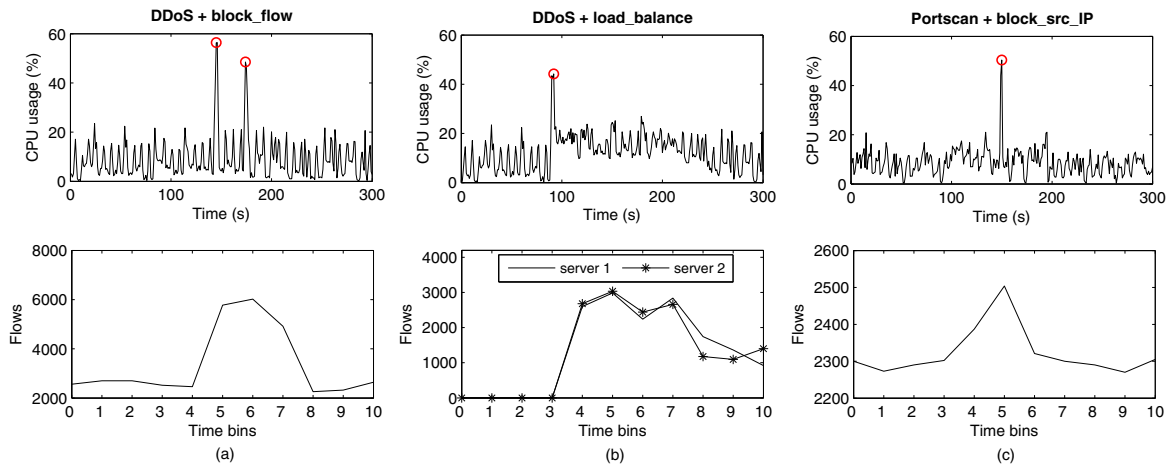 DDoS + block_flow
60
40
20
0
CPU usage (%)
0 100 200 300
Time (s)
8000
6000
4000
2000
Flows
0 1 2 3 4 5 6 7 8 9 10
Time bins
(a)
DDoS + load_balance
60
40
20
0
CPU usage (%)
0 100 200 300
Time (s)
server 1 server 2
4000
3000
2000
1000
0
Flows
0 1 2 3 4 5 6 7 8 9 10
Time bins
(b)
Portscan + block_src_IP
60
40
20
0
CPU usage (%)
0 100 200 300
Time (s)
2600
2500
2400
2300
2200
Flows
0 1 2 3 4 5 6 7 8 9 10
Time bins
(c)